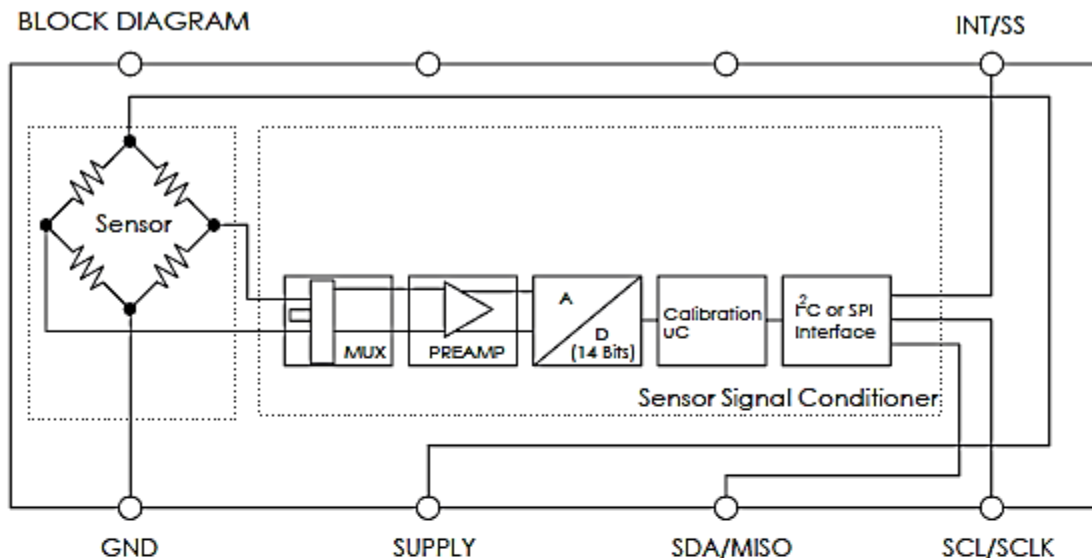 BLOCK DIAGRAM
INT/SS
Sensor
A
D
(14 Bits)
MUX
PREAMP
Calibration
uC
I²C or SPI
Interface
Sensor Signal Conditioner
GND
SUPPLY
SDA/MISO
SCL/SCLK